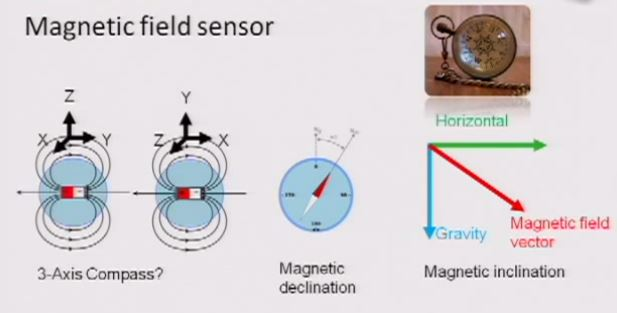 Magnetic field sensor
Z
X
Y
Y
Z
X
Horizontal
Gravity
Magnetic field
vector
3-Axis Compass?
Magnetic
declination
Magnetic inclination